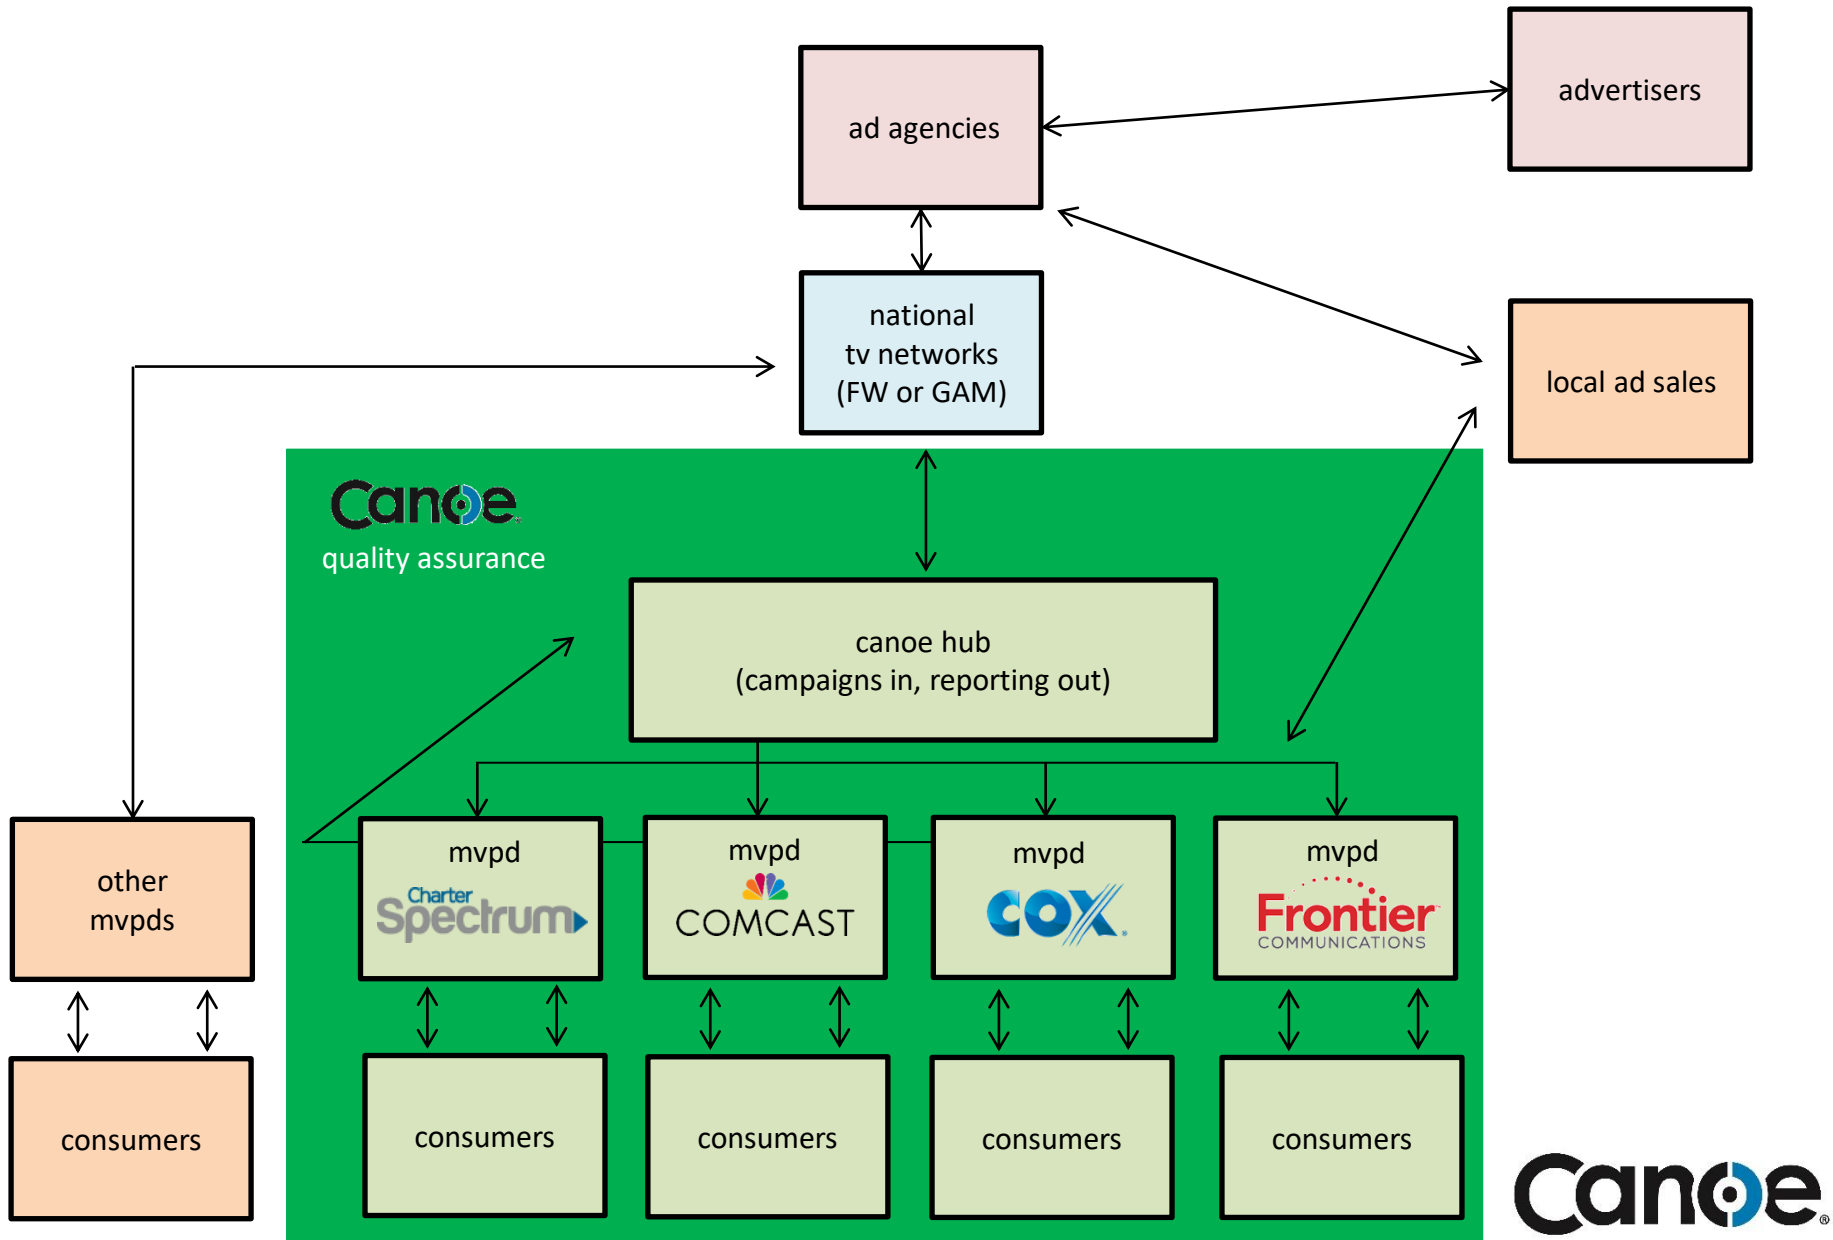 ad agencies
advertisers
national
tv networks
(FW or GAM)
local ad sales
Canoe®
quality assurance
canoe hub
(campaigns in, reporting out)
other
mvpds
mvpd
Charter
Spectrum
mvpd
COMCAST
mvpd
COX®
mvpd
Frontier™
COMMUNICATIONS
consumers
consumers
consumers
consumers
consumers
Canoe®